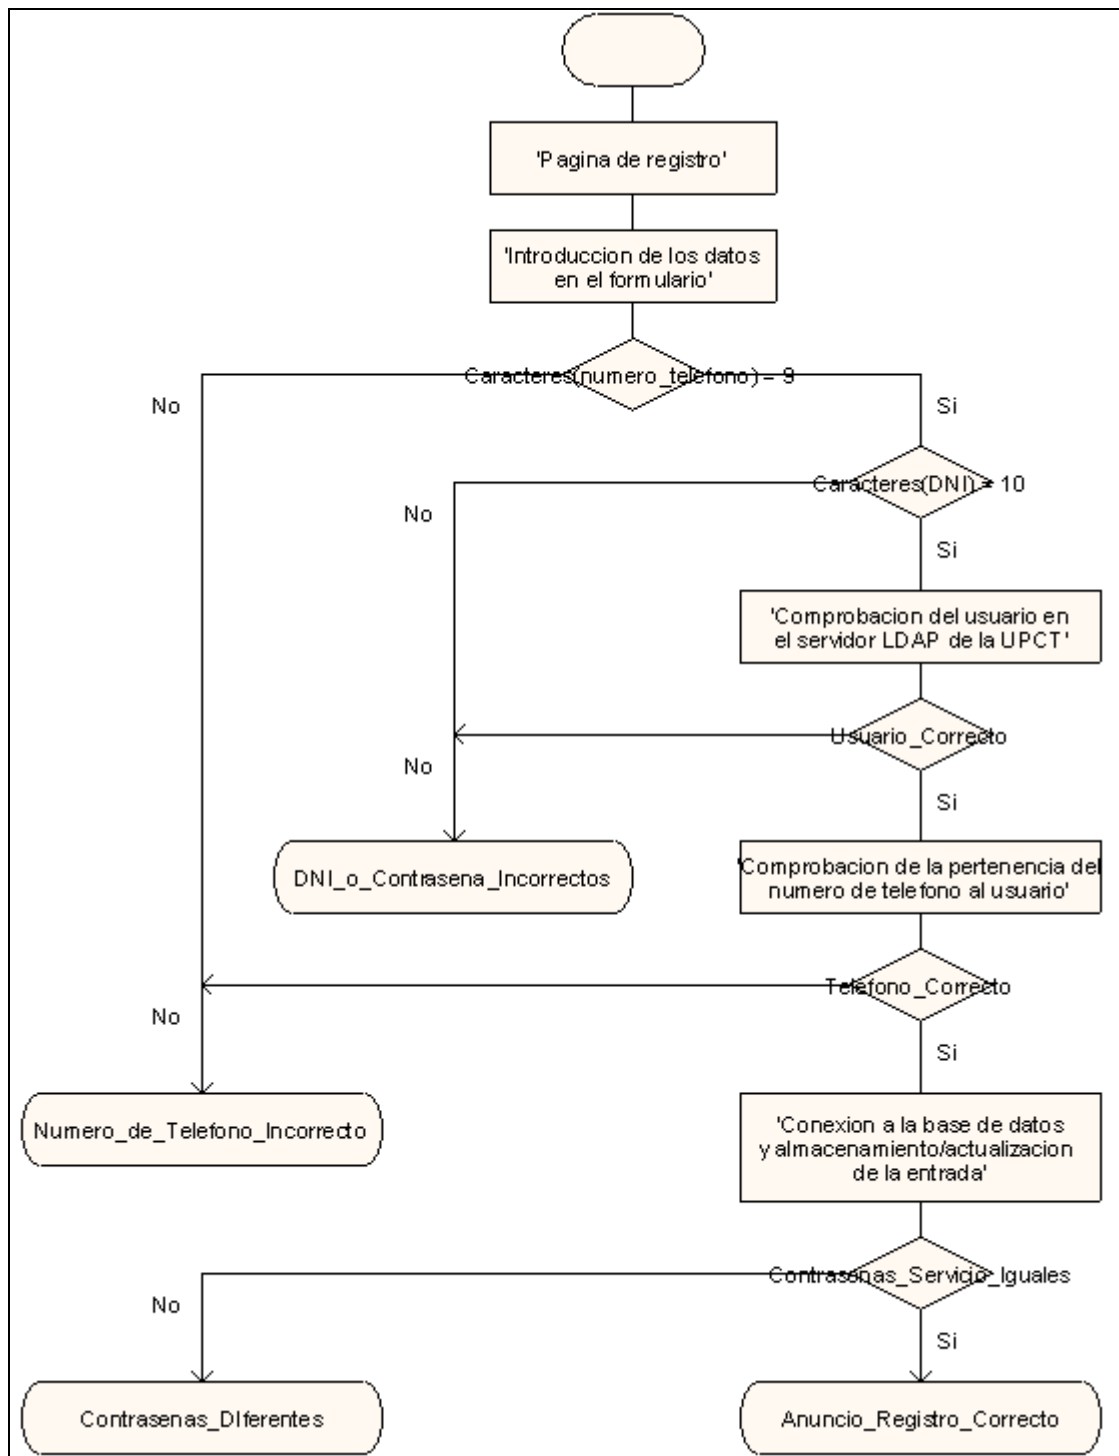 'Pagina de registro'
'Introduccion de los datos
en el formulario'
Caracteres(numero_telefono) = 9
No
Si
Caracteres(DNI) = 10
No
Si
'Comprobacion del usuario en
el servidor LDAP de la UPCT'
Usuario_Correcto
No
Si
DNI_o_Contrasena_Incorrectos
'Comprobacion de la pertenencia del
numero de telefono al usuario'
Telefono_Correcto
No
Si
Numero_de_Telefono_Incorrecto
'Conexion a la base de datos
y almacenamiento/actualizacion
de la entrada'
Contrasenas_Servicio_Iguales
No
Si
Contrasenas_DIferentes
Anuncio_Registro_Correcto